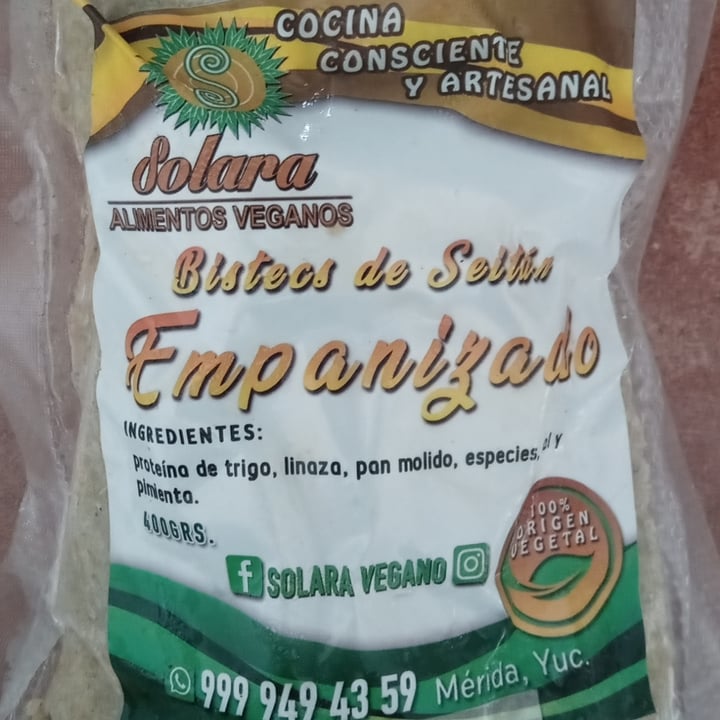 COCINA
CONSCIENTE
Y ARTESANAL
S
Solara
ALIMENTOS VEGANOS
Bistecs de Seitán
Empanizado
INGREDIENTES:
proteína de trigo, linaza, pan molido, especies, y
pimienta.
400GRS.
100%
ORIGEN
VEGETAL
f SOLARA VEGANO
999 949 43 59 Mérida, Yuc.